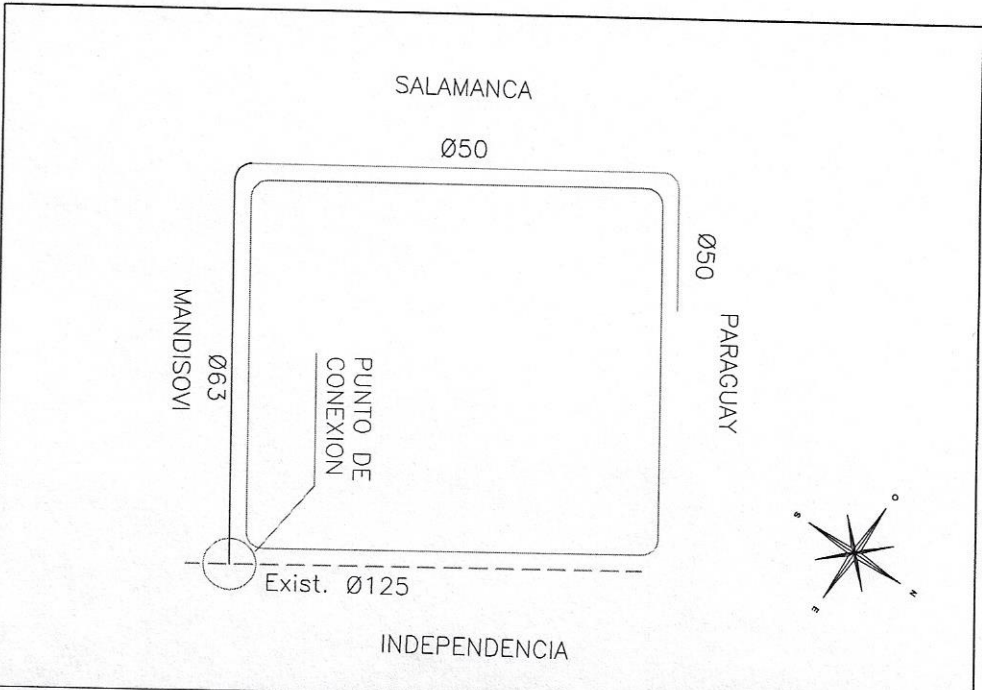 SALAMANCA
Ø50
Ø50
PARAGUAY
MANDISOVI
Ø63
PUNTO DE
CONEXION
O
S
N
E
Exist. Ø125
INDEPENDENCIA